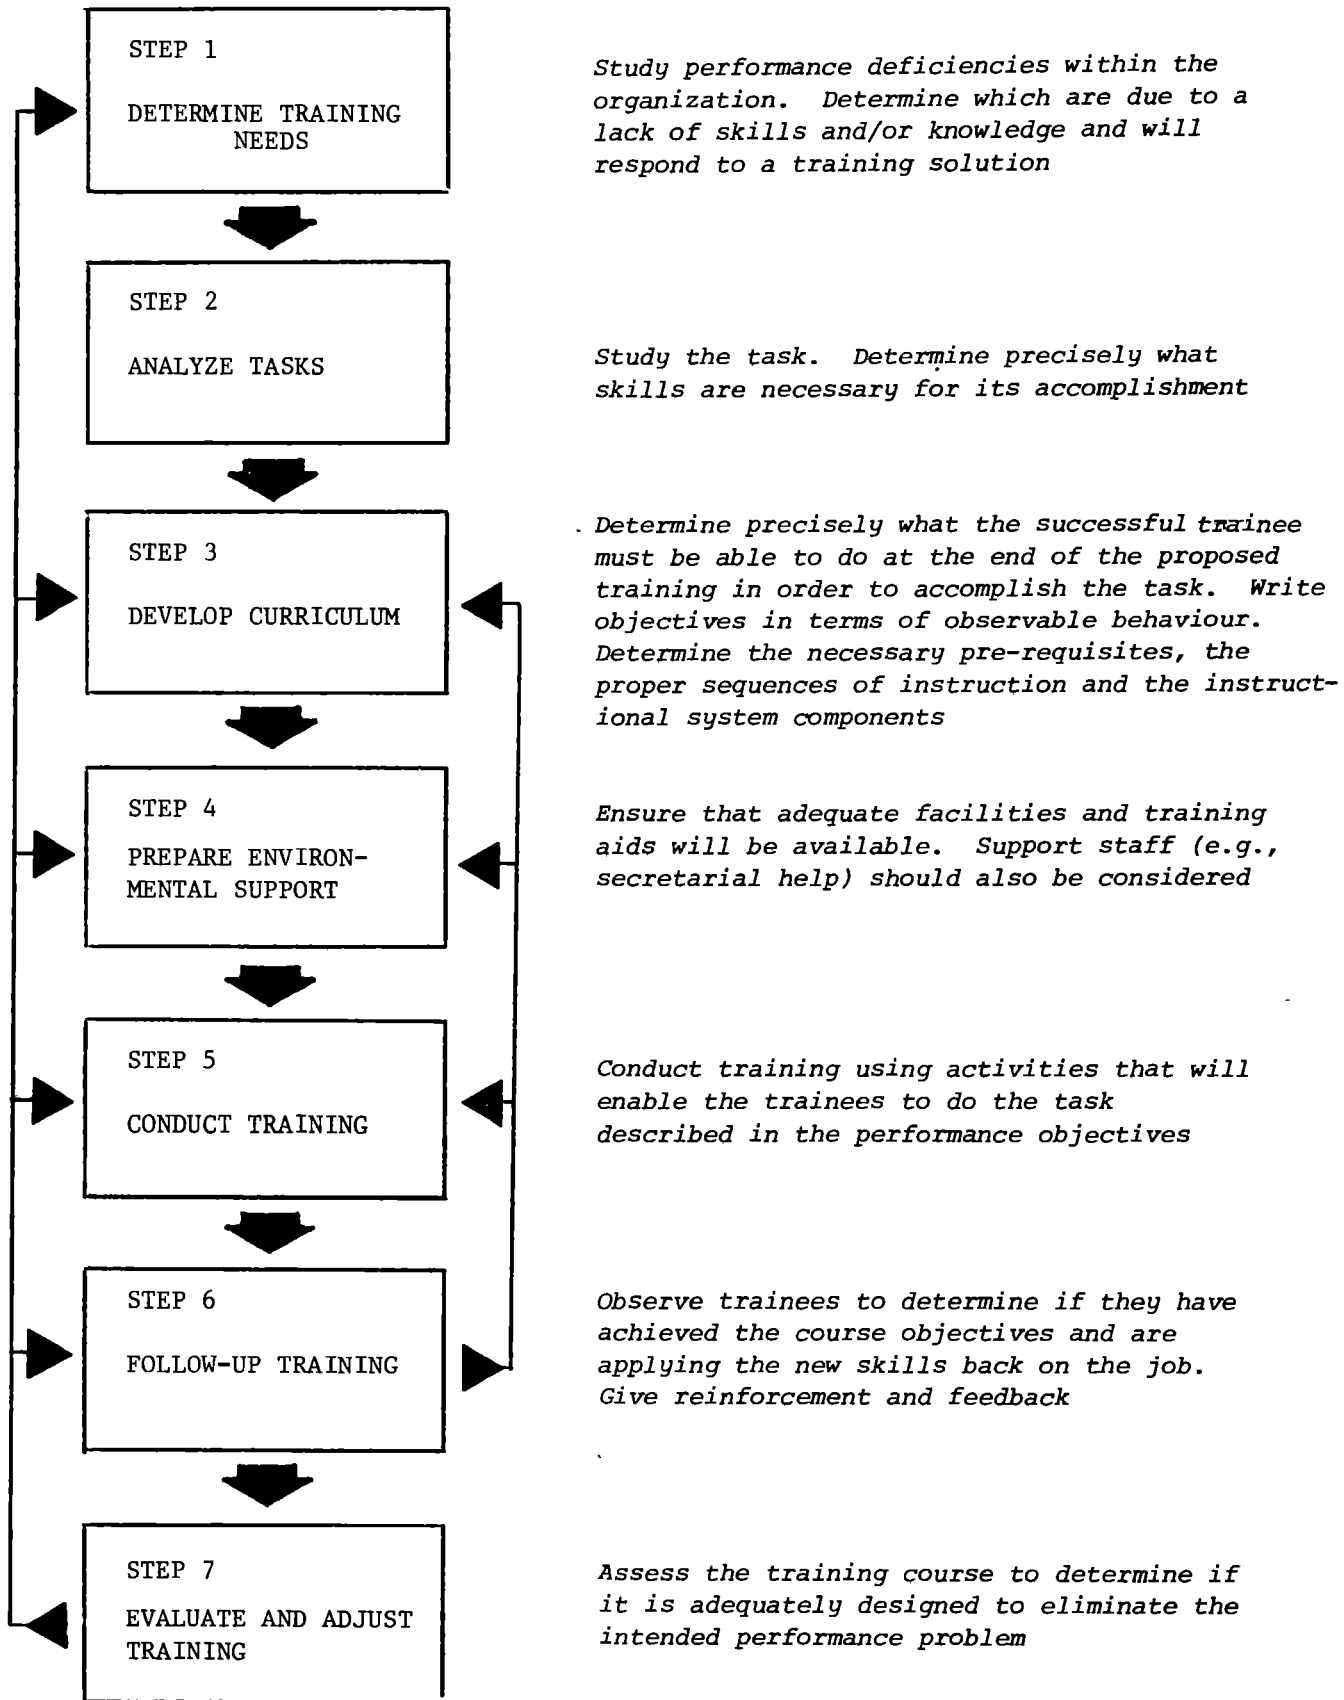 STEP 1
DETERMINE TRAINING
NEEDS
Study performance deficiencies within the
organization. Determine which are due to a
lack of skills and/or knowledge and will
respond to a training solution
STEP 2
ANALYZE TASKS
Study the task. Determine precisely what
skills are necessary for its accomplishment
STEP 3
DEVELOP CURRICULUM
Determine precisely what the successful trainee
must be able to do at the end of the proposed
training in order to accomplish the task. Write
objectives in terms of observable behaviour.
Determine the necessary pre-requisites, the
proper sequences of instruction and the instruct-
ional system components
STEP 4
PREPARE ENVIRON-
MENTAL SUPPORT
Ensure that adequate facilities and training
aids will be available. Support staff (e.g.,
secretarial help) should also be considered
STEP 5
CONDUCT TRAINING
Conduct training using activities that will
enable the trainees to do the task
described in the performance objectives
STEP 6
FOLLOW-UP TRAINING
Observe trainees to determine if they have
achieved the course objectives and are
applying the new skills back on the job.
Give reinforcement and feedback
STEP 7
EVALUATE AND ADJUST
TRAINING
Assess the training course to determine if
it is adequately designed to eliminate the
intended performance problem